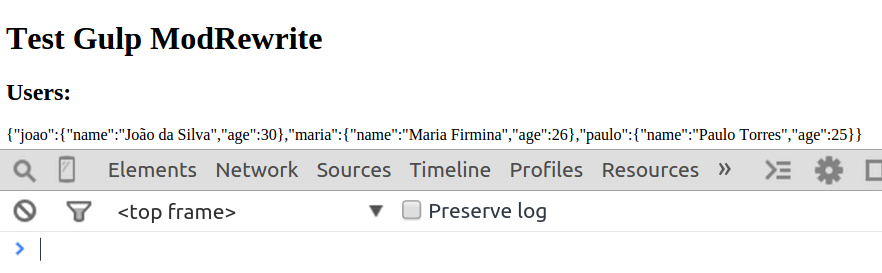 Test Gulp ModRewrite
Users:
{"joao":{"name":"João da Silva","age":30},"maria":{"name":"Maria Firmina","age":26},"paulo":{"name":"Paulo Torres","age":25}}
Elements Network Sources Timeline Profiles Resources »
<top frame> Preserve log